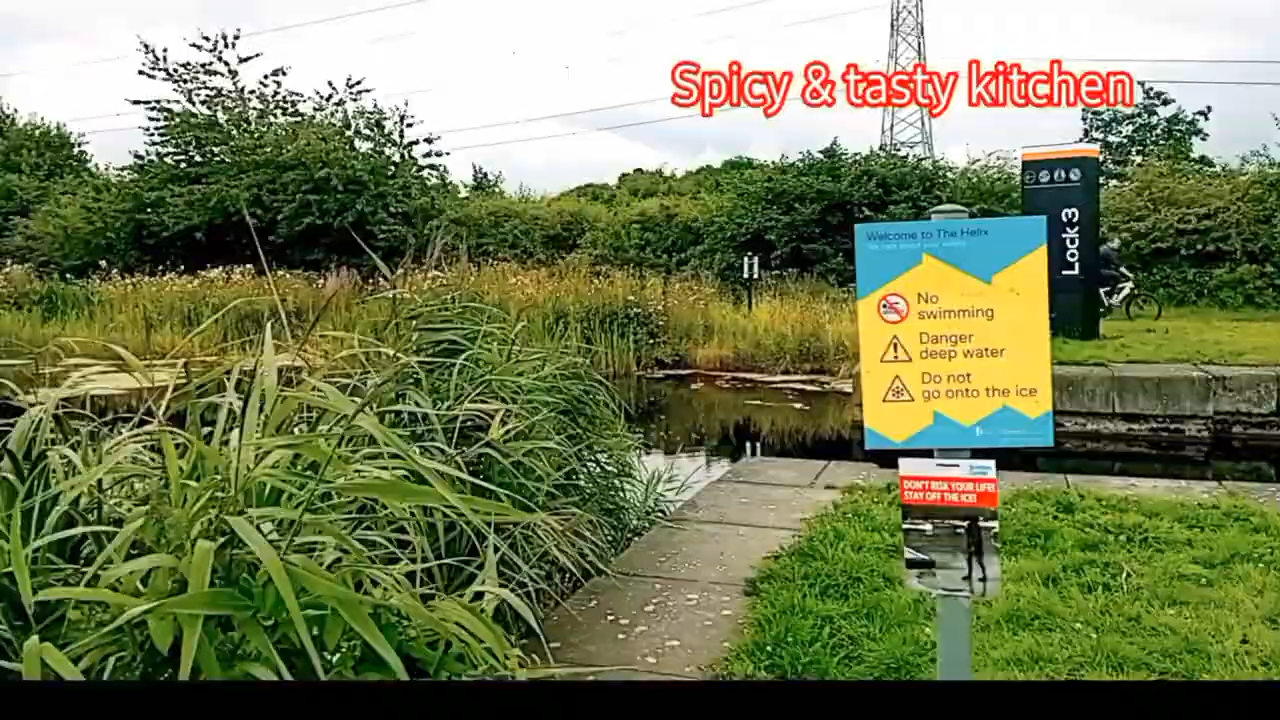 Spicy & tasty kitchen
Lock 3
Welcome to The Helix
No
swimming
Danger
deep water
Do not
go onto the ice
DON'T RISK YOUR LIFE!
STAY OFF THE ICE!